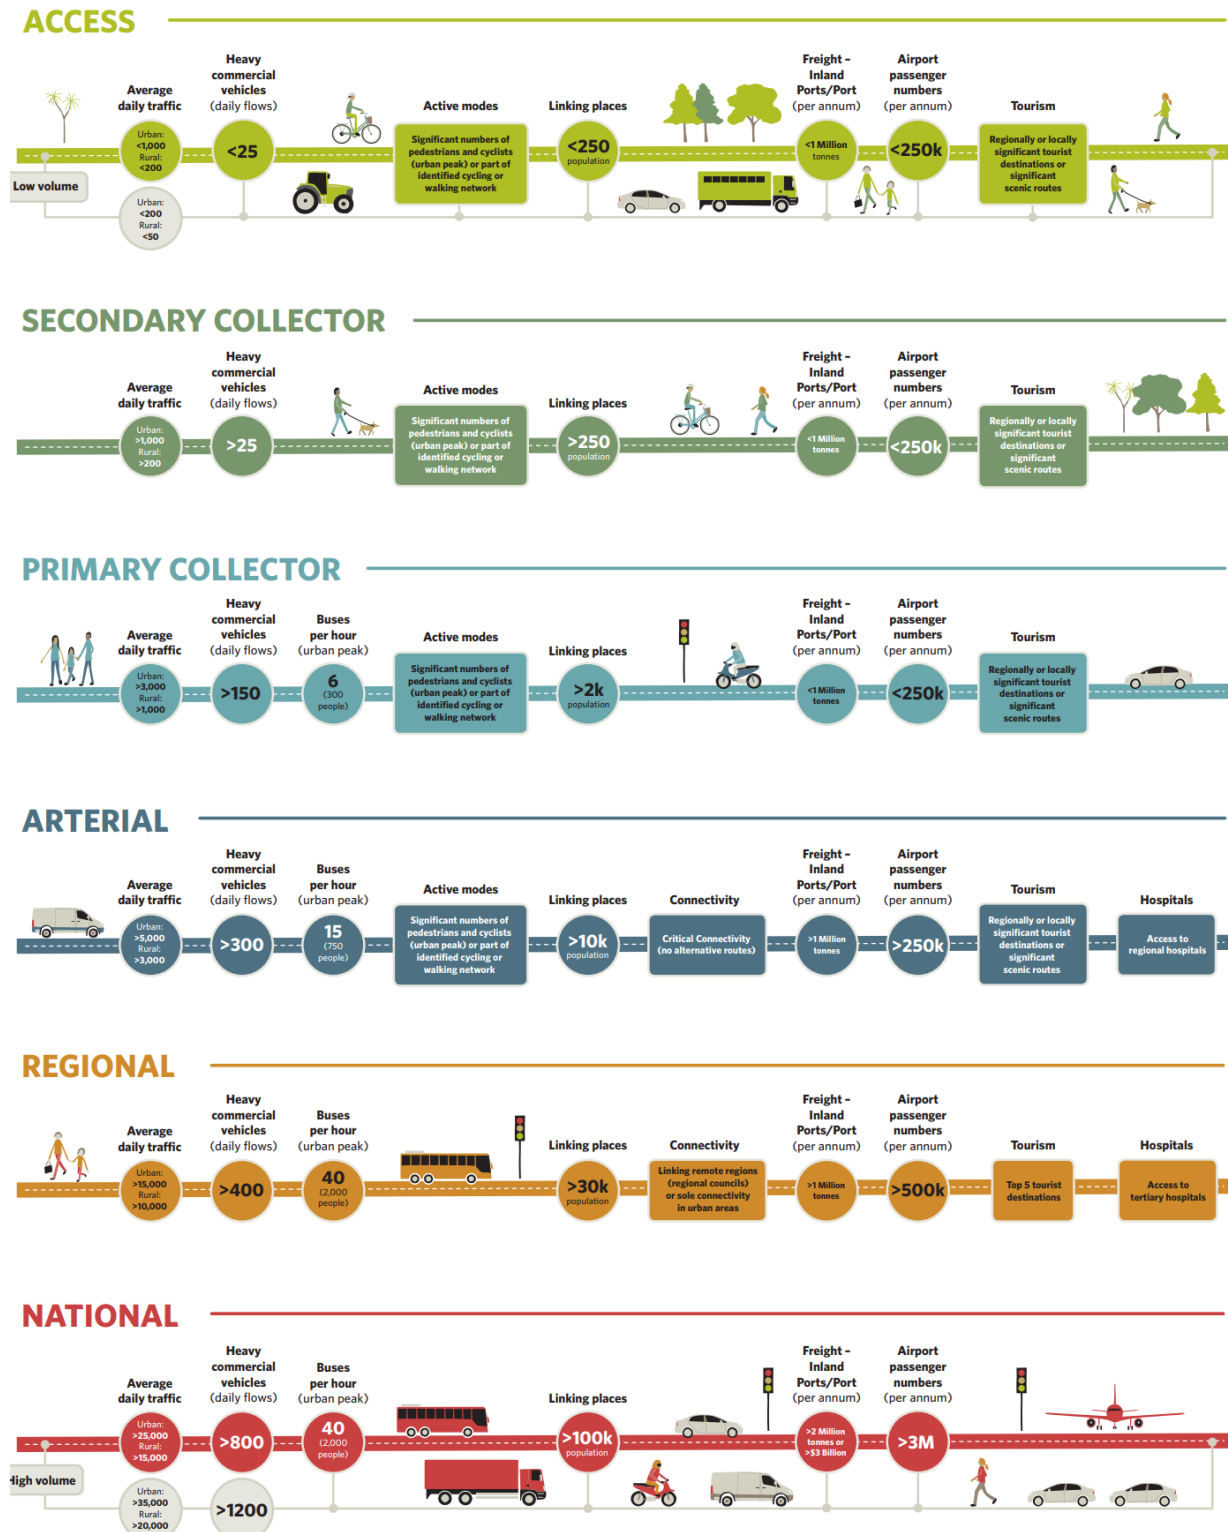 ACCESS
Average
daily traffic
Heavy
commercial
vehicles
(daily flows)
Active modes
Linking places
Freight –
Inland
Ports/Port
(per annum)
Airport
passenger
numbers
(per annum)
Tourism
Urban:
<1,000
Rural:
<200
<25
Significant numbers of
pedestrians and cyclists
(urban peak) or part of
identified cycling or
walking network
<250
population
<1 Million
tonnes
<250k
Regionally or locally
significant tourist
destinations or
significant
scenic routes
Low volume
Urban:
<200
Rural:
<50
SECONDARY COLLECTOR
Average
daily traffic
Heavy
commercial
vehicles
(daily flows)
Active modes
Linking places
Freight –
Inland
Ports/Port
(per annum)
Airport
passenger
numbers
(per annum)
Tourism
Urban:
>1,000
Rural:
>200
>25
Significant numbers of
pedestrians and cyclists
(urban peak) or part of
identified cycling or
walking network
>250
population
<1 Million
tonnes
<250k
Regionally or locally
significant tourist
destinations or
significant
scenic routes
PRIMARY COLLECTOR
Average
daily traffic
Heavy
commercial
vehicles
(daily flows)
Buses
per hour
(urban peak)
Active modes
Linking places
Freight –
Inland
Ports/Port
(per annum)
Airport
passenger
numbers
(per annum)
Tourism
Urban:
>3,000
Rural:
>1,000
>150
6
(300
people)
Significant numbers of
pedestrians and cyclists
(urban peak) or part of
identified cycling or
walking network
>2k
population
<1 Million
tonnes
<250k
Regionally or locally
significant tourist
destinations or
significant
scenic routes
ARTERIAL
Average
daily traffic
Heavy
commercial
vehicles
(daily flows)
Buses
per hour
(urban peak)
Active modes
Linking places
Connectivity
Freight –
Inland
Ports/Port
(per annum)
Airport
passenger
numbers
(per annum)
Tourism
Hospitals
Urban:
>5,000
Rural:
>3,000
>300
15
(750
people)
Significant numbers of
pedestrians and cyclists
(urban peak) or part of
identified cycling or
walking network
>10k
population
Critical Connectivity
(no alternative routes)
>1 Million
tonnes
>250k
Regionally or locally
significant tourist
destinations or
significant
scenic routes
Access to
regional hospitals
REGIONAL
Average
daily traffic
Heavy
commercial
vehicles
(daily flows)
Buses
per hour
(urban peak)
Linking places
Connectivity
Freight –
Inland
Ports/Port
(per annum)
Airport
passenger
numbers
(per annum)
Tourism
Hospitals
Urban:
>15,000
Rural:
>10,000
>400
40
(2,000
people)
>30k
population
Linking remote regions
(regional councils)
or sole connectivity
in urban areas
>1 Million
tonnes
>500k
Top 5 tourist
destinations
Access to
tertiary hospitals
NATIONAL
Average
daily traffic
Heavy
commercial
vehicles
(daily flows)
Buses
per hour
(urban peak)
Linking places
Freight –
Inland
Ports/Port
(per annum)
Airport
passenger
numbers
(per annum)
Urban:
>25,000
Rural:
>15,000
>800
40
(2,000
people)
>100k
population
>2 Million
tonnes or
>$3 Billion
>3M
High volume
Urban:
>35,000
Rural:
>20,000
>1200